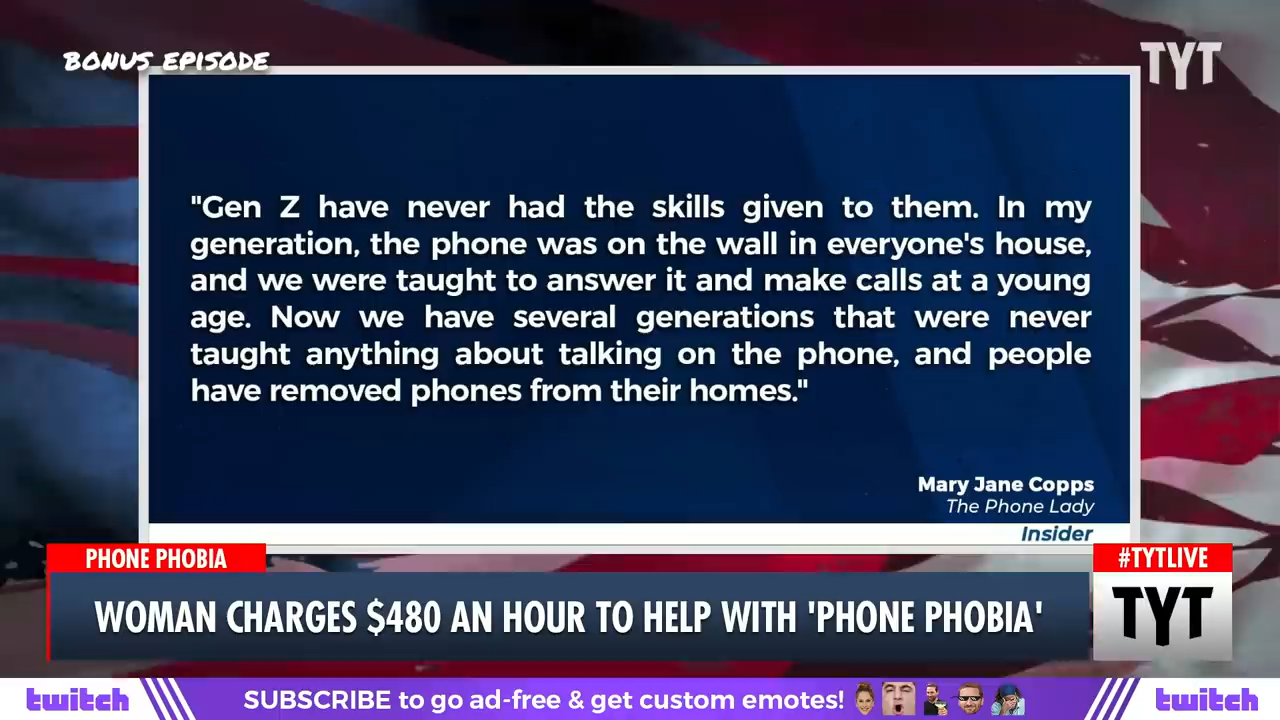 BONUS EPISODE
TYT
"Gen Z have never had the skills given to them. In my
generation, the phone was on the wall in everyone's house,
and we were taught to answer it and make calls at a young
age. Now we have several generations that were never
taught anything about talking on the phone, and people
have removed phones from their homes."
Mary Jane Copps
The Phone Lady
Insider
PHONE PHOBIA
#TYTLIVE
WOMAN CHARGES $480 AN HOUR TO HELP WITH 'PHONE PHOBIA'
TYT
twitch
SUBSCRIBE to go ad-free & get custom emotes!
twitch